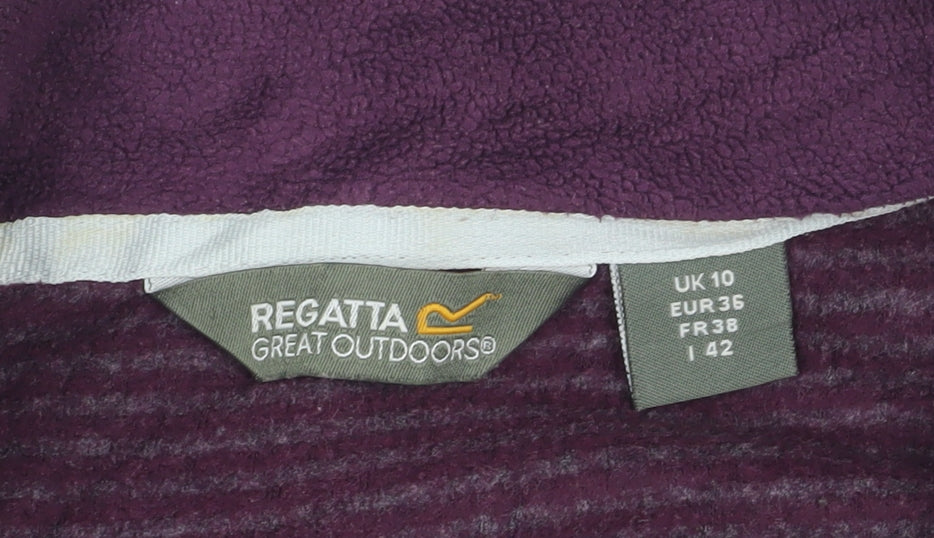 REGATTA
GREAT OUTDOORS®
UK 10
EUR 36
FR 38
I 42